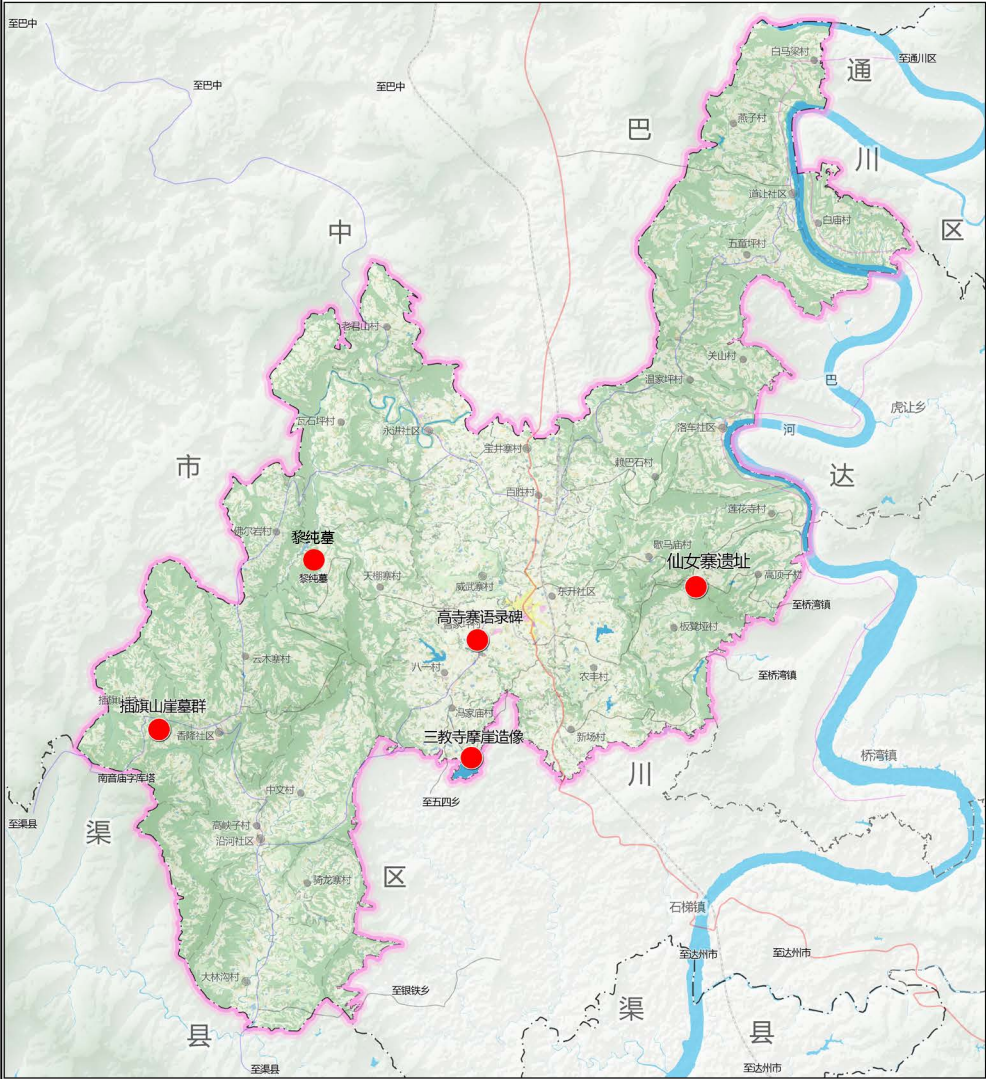 至巴中
至巴中
至巴中
白马梁村
至通川区
通
巴
燕子村
川
道让社区
白庙村
区
中
五童坪村
老君山村
关山村
温家坪村
巴
虎让乡
瓦石坪村
永进社区
洛车社区
河
宝井寨村
赖巴石村
市
达
百胜村
莲花寺村
佛尔岩村
黎纯墓
歇马庙村
仙女寨遗址
黎纯墓
天棚寨村
威武寨村
高顶子村
东升社区
至桥湾镇
高寺寨语录碑
板凳垭村
云木寨村
八一村
农丰村
至桥湾镇
插旗山崖墓群
冯家庙村
香隆社区
三教寺摩崖造像
新场村
桥湾镇
南音庙字库塔
川
中文村
至五四乡
至渠县
渠
高峡子村
沿河社区
区
骑龙寨村
石梯镇
至达州市
至达州市
大林沟村
至银铁乡
渠
县
县
至渠县
至达州市